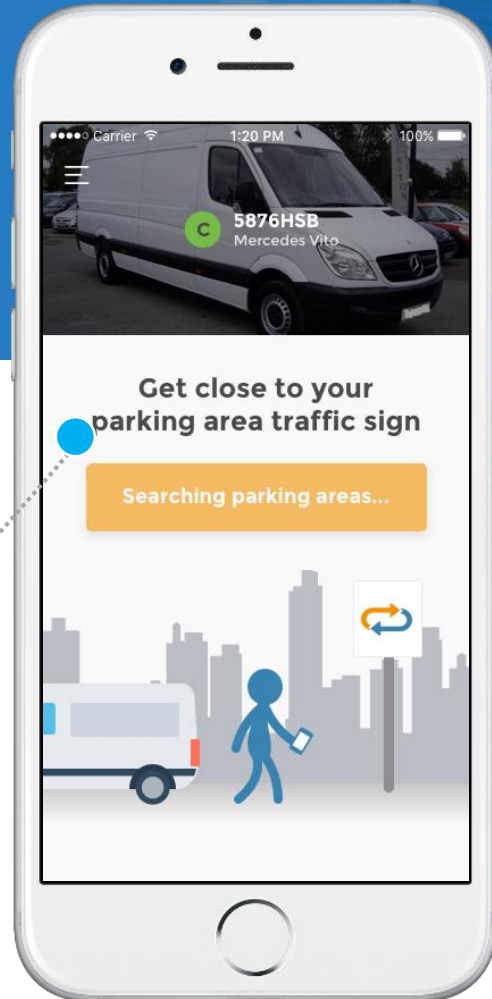 Carrier 1:20 PM 100%
C 5876HSB
Mercedes Vito
Get close to your
parking area traffic sign
Searching parking areas...